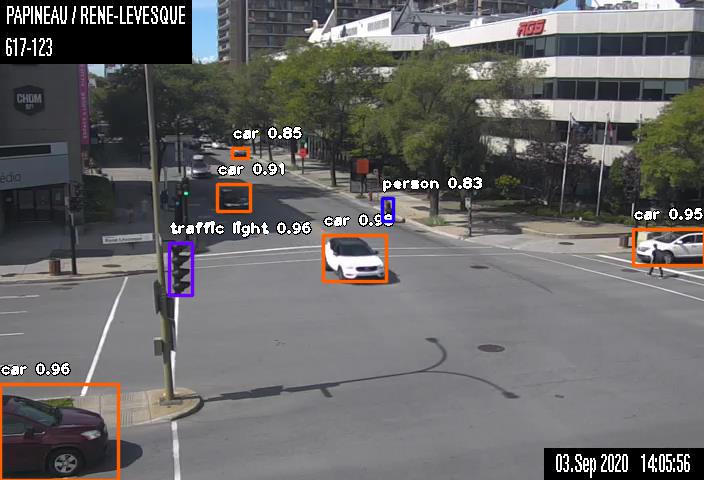 PAPINEAU / RENE-LEVESQUE
617-123
AGS
CHOM
car 0.85
car 0.91
person 0.83
traffic light 0.96
car 0.95
car 0.96
03.Sep 2020 14:05:56